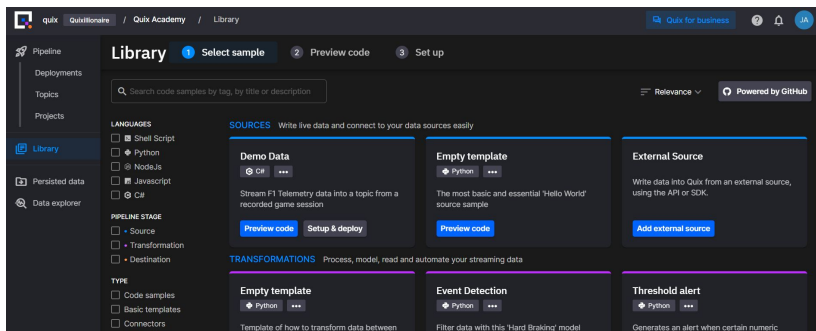 quix Quixillionaire / Quix Academy / Library Quix for business ? JA
Pipeline
Deployments
Topics
Projects
Library
Persisted data
Data explorer
Library 1 Select sample 2 Preview code 3 Set up
Search code samples by tag, by title or description
Relevance Powered by GitHub
LANGUAGES
Shell Script
Python
NodeJs
Javascript
C#
PIPELINE STAGE
Source
Transformation
Destination
TYPE
Code samples
Basic templates
Connectors
SOURCES Write live data and connect to your data sources easily
Demo Data
C# •••
Stream F1 Telemetry data into a topic from a
recorded game session
Preview code Setup & deploy
Empty template
Python •••
The most basic and essential 'Hello World'
source sample
Preview code
External Source
Write data into Quix from an external source,
using the API or SDK.
Add external source
TRANSFORMATIONS Process, model, read and automate your streaming data
Empty template
Python •••
Template of how to transform data between
Event Detection
Python •••
Filter data with this 'Hard Braking' model
Threshold alert
Python •••
Generates an alert when certain numeric